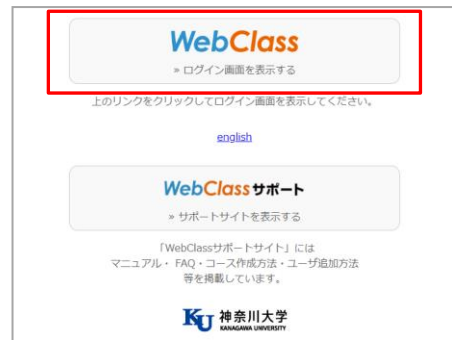 WebClass
» ログイン画面を表示する
上のリンクをクリックしてログイン画面を表示してください。
english
WebClassサポート
» サポートサイトを表示する
「WebClassサポートサイト」には
マニュアル・ FAQ・コース作成方法・ユーザ追加方法
等を掲載しています。
KU 神奈川大学
KANAGAWA UNIVERSITY